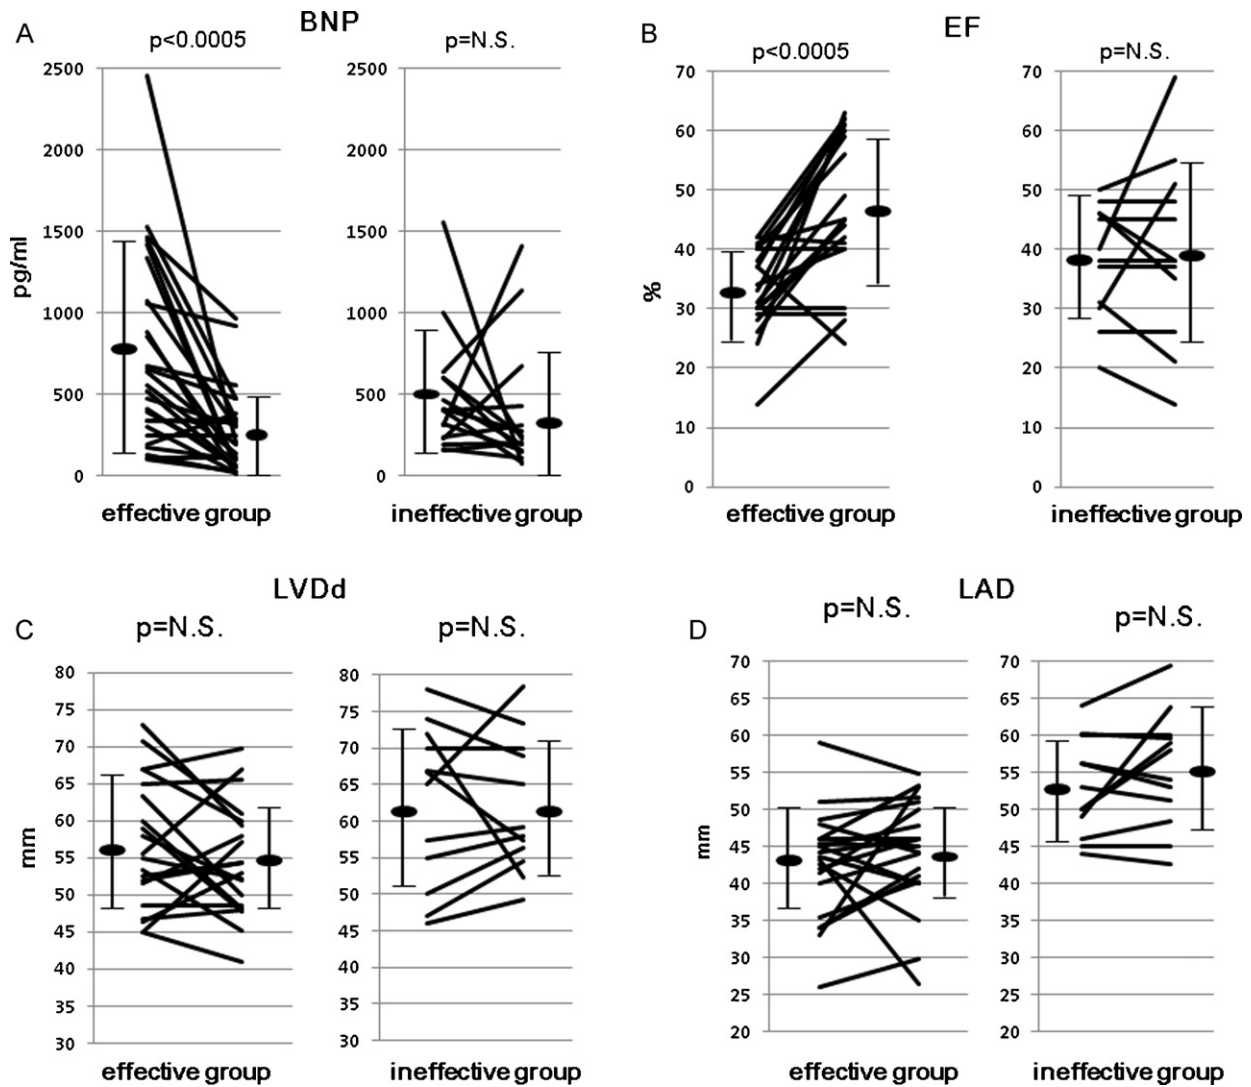 A
BNP
p<0.0005
p=N.S.
2500
2000
1500
1000
500
0
pg/ml
effective group
2500
2000
1500
1000
500
0
ineffective group
B
EF
p<0.0005
p=N.S.
70
60
50
40
30
20
10
0
%
effective group
70
60
50
40
30
20
10
0
ineffective group
C
LVDd
p=N.S.
p=N.S.
80
75
70
65
60
55
50
45
40
35
30
mm
effective group
80
75
70
65
60
55
50
45
40
35
30
ineffective group
D
LAD
p=N.S.
p=N.S.
70
65
60
55
50
45
40
35
30
25
20
mm
effective group
70
65
60
55
50
45
40
35
30
25
20
ineffective group